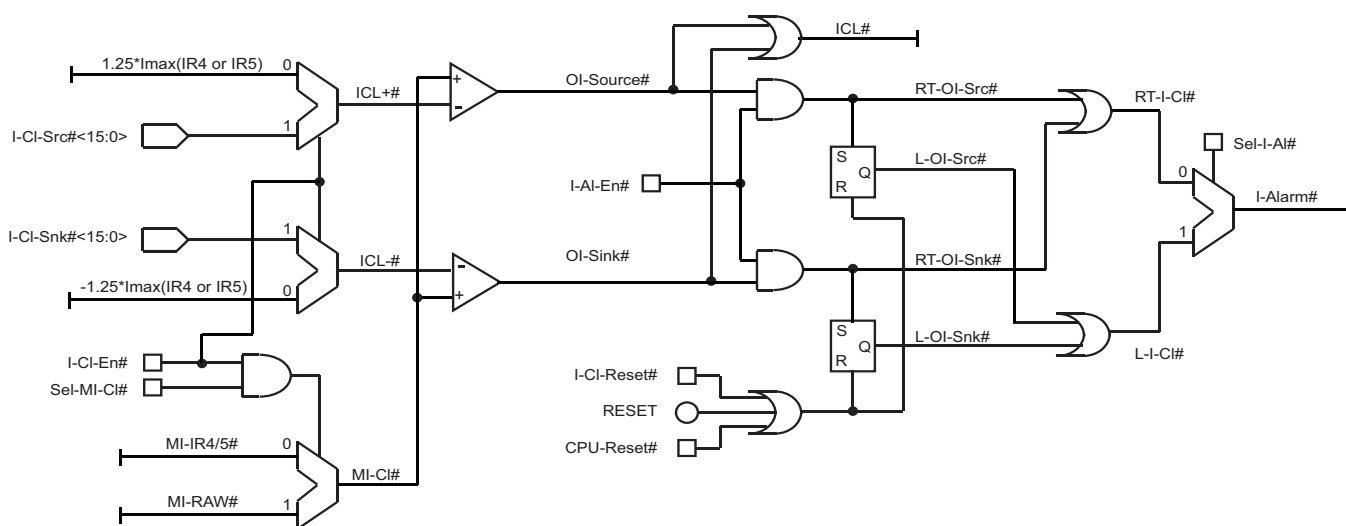 ICL#
1.25*Imax(IR4 or IR5)
0
ICL+#
+
-
OI-Source#
RT-OI-Src#
RT-I-Cl#
I-Cl-Src#<15:0>
1
S
Q
R
L-OI-Src#
Sel-I-Al#
I-Al-En#
0
I-Alarm#
1
I-Cl-Snk#<15:0>
1
ICL-#
-
+
OI-Sink#
RT-OI-Snk#
-1.25*Imax(IR4 or IR5)
0
S
Q
R
L-OI-Snk#
L-I-Cl#
I-Cl-En#
Sel-MI-Cl#
I-Cl-Reset#
RESET
CPU-Reset#
MI-IR4/5#
0
MI-Cl#
MI-RAW#
1